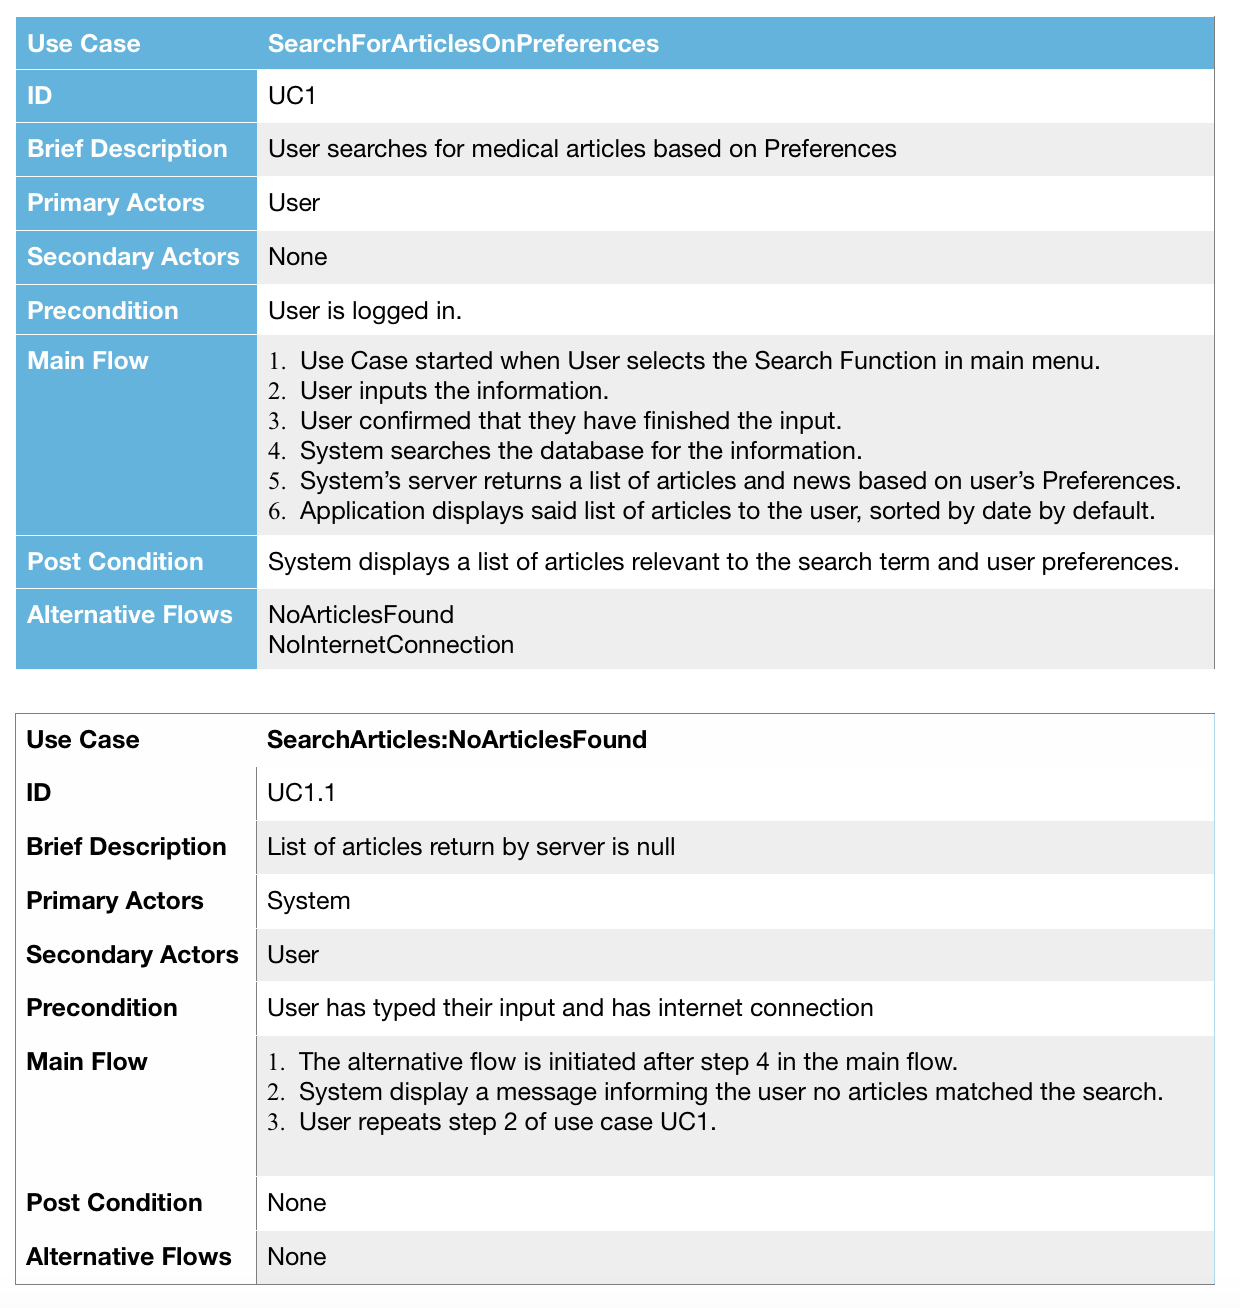 Use Case SearchForArticlesOnPreferences
ID UC1
Brief Description User searches for medical articles based on Preferences
Primary Actors User
Secondary Actors None
Precondition User is logged in.
Main Flow 1. Use Case started when User selects the Search Function in main menu.
2. User inputs the information.
3. User confirmed that they have finished the input.
4. System searches the database for the information.
5. System’s server returns a list of articles and news based on user’s Preferences.
6. Application displays said list of articles to the user, sorted by date by default.
Post Condition System displays a list of articles relevant to the search term and user preferences.
Alternative Flows NoArticlesFound
NoInternetConnection
Use Case SearchArticles:NoArticlesFound
ID UC1.1
Brief Description List of articles return by server is null
Primary Actors System
Secondary Actors User
Precondition User has typed their input and has internet connection
Main Flow 1. The alternative flow is initiated after step 4 in the main flow.
2. System display a message informing the user no articles matched the search.
3. User repeats step 2 of use case UC1.
Post Condition None
Alternative Flows None